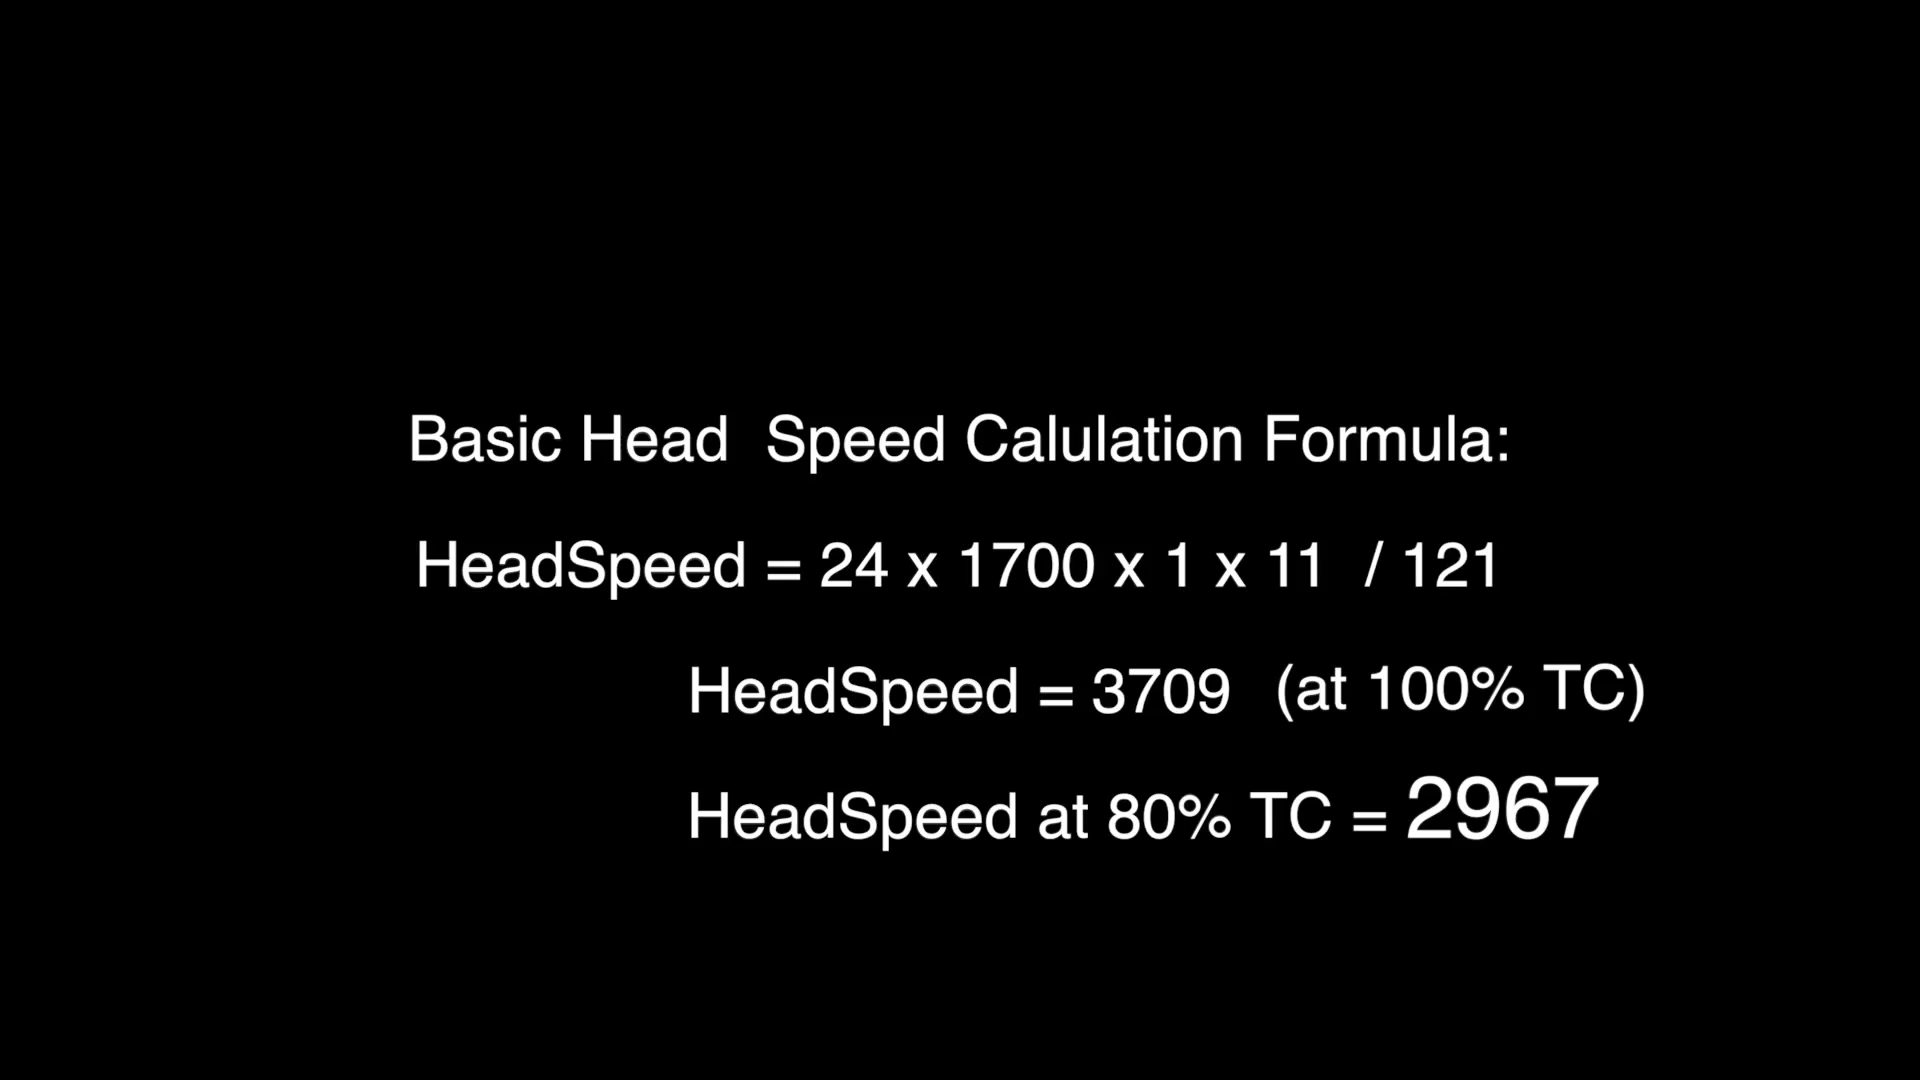 Basic Head  Speed Calulation Formula:
HeadSpeed = 24 x 1700 x 1 x 11  / 121
HeadSpeed = 3709  (at 100% TC)
HeadSpeed at 80% TC = 2967